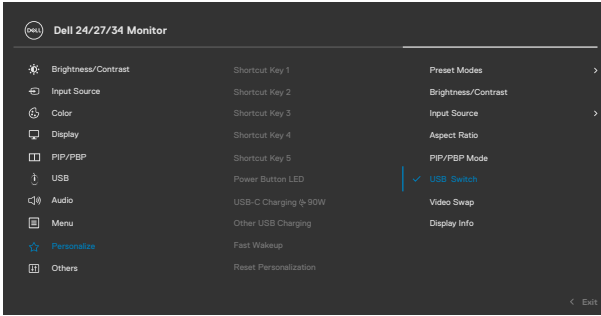 DELL
Dell 24/27/34 Monitor
Brightness/Contrast
Input Source
Color
Display
PIP/PBP
USB
Audio
Menu
Personalize
Others
Shortcut Key 1
Shortcut Key 2
Shortcut Key 3
Shortcut Key 4
Shortcut Key 5
Power Button LED
USB-C Charging 90W
Other USB Charging
Fast Wakeup
Reset Personalization
Preset Modes
Brightness/Contrast
Input Source
Aspect Ratio
PIP/PBP Mode
USB Switch
Video Swap
Display Info
Exit